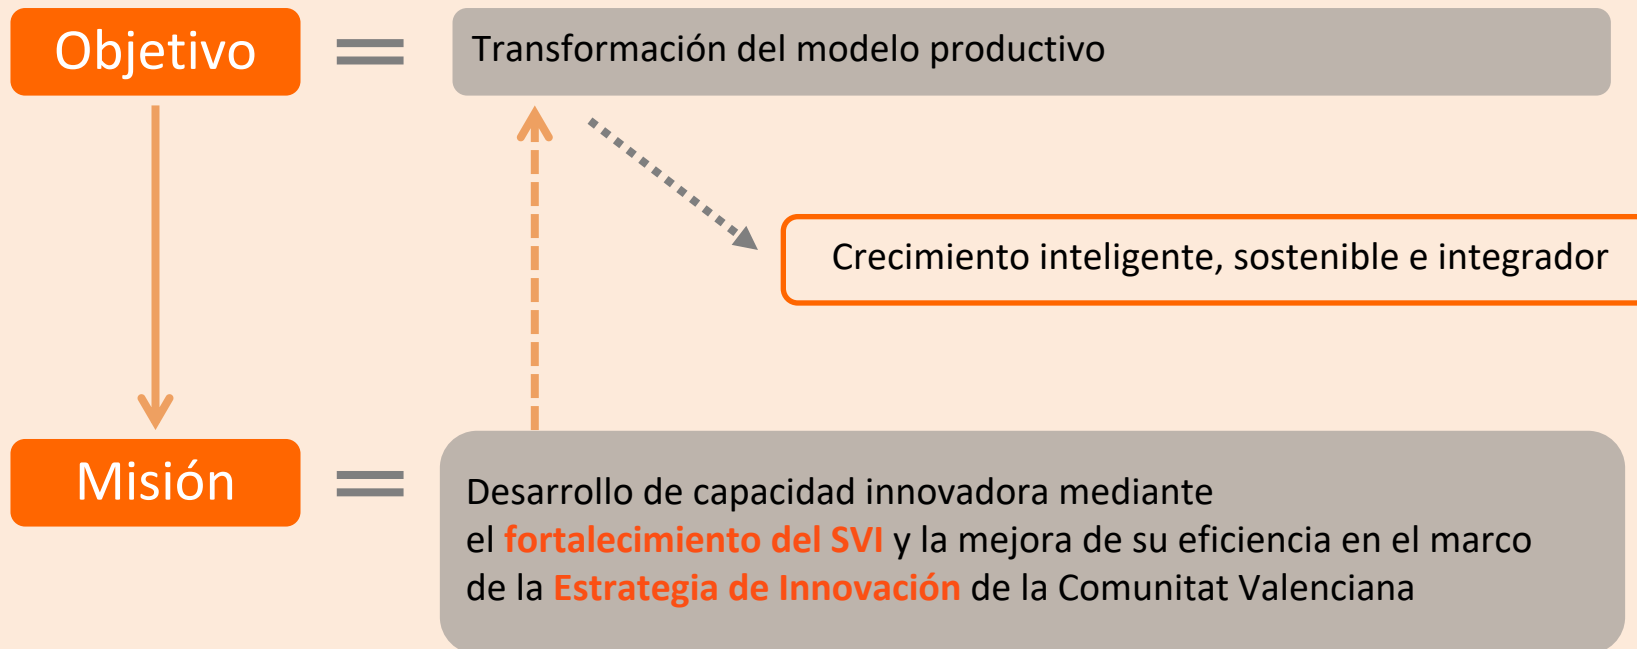 Objetivo
Transformación del modelo productivo
Crecimiento inteligente, sostenible e integrador
Misión
Desarrollo de capacidad innovadora mediante
el fortalecimiento del SVI y la mejora de su eficiencia en el marco
de la Estrategia de Innovación de la Comunitat Valenciana